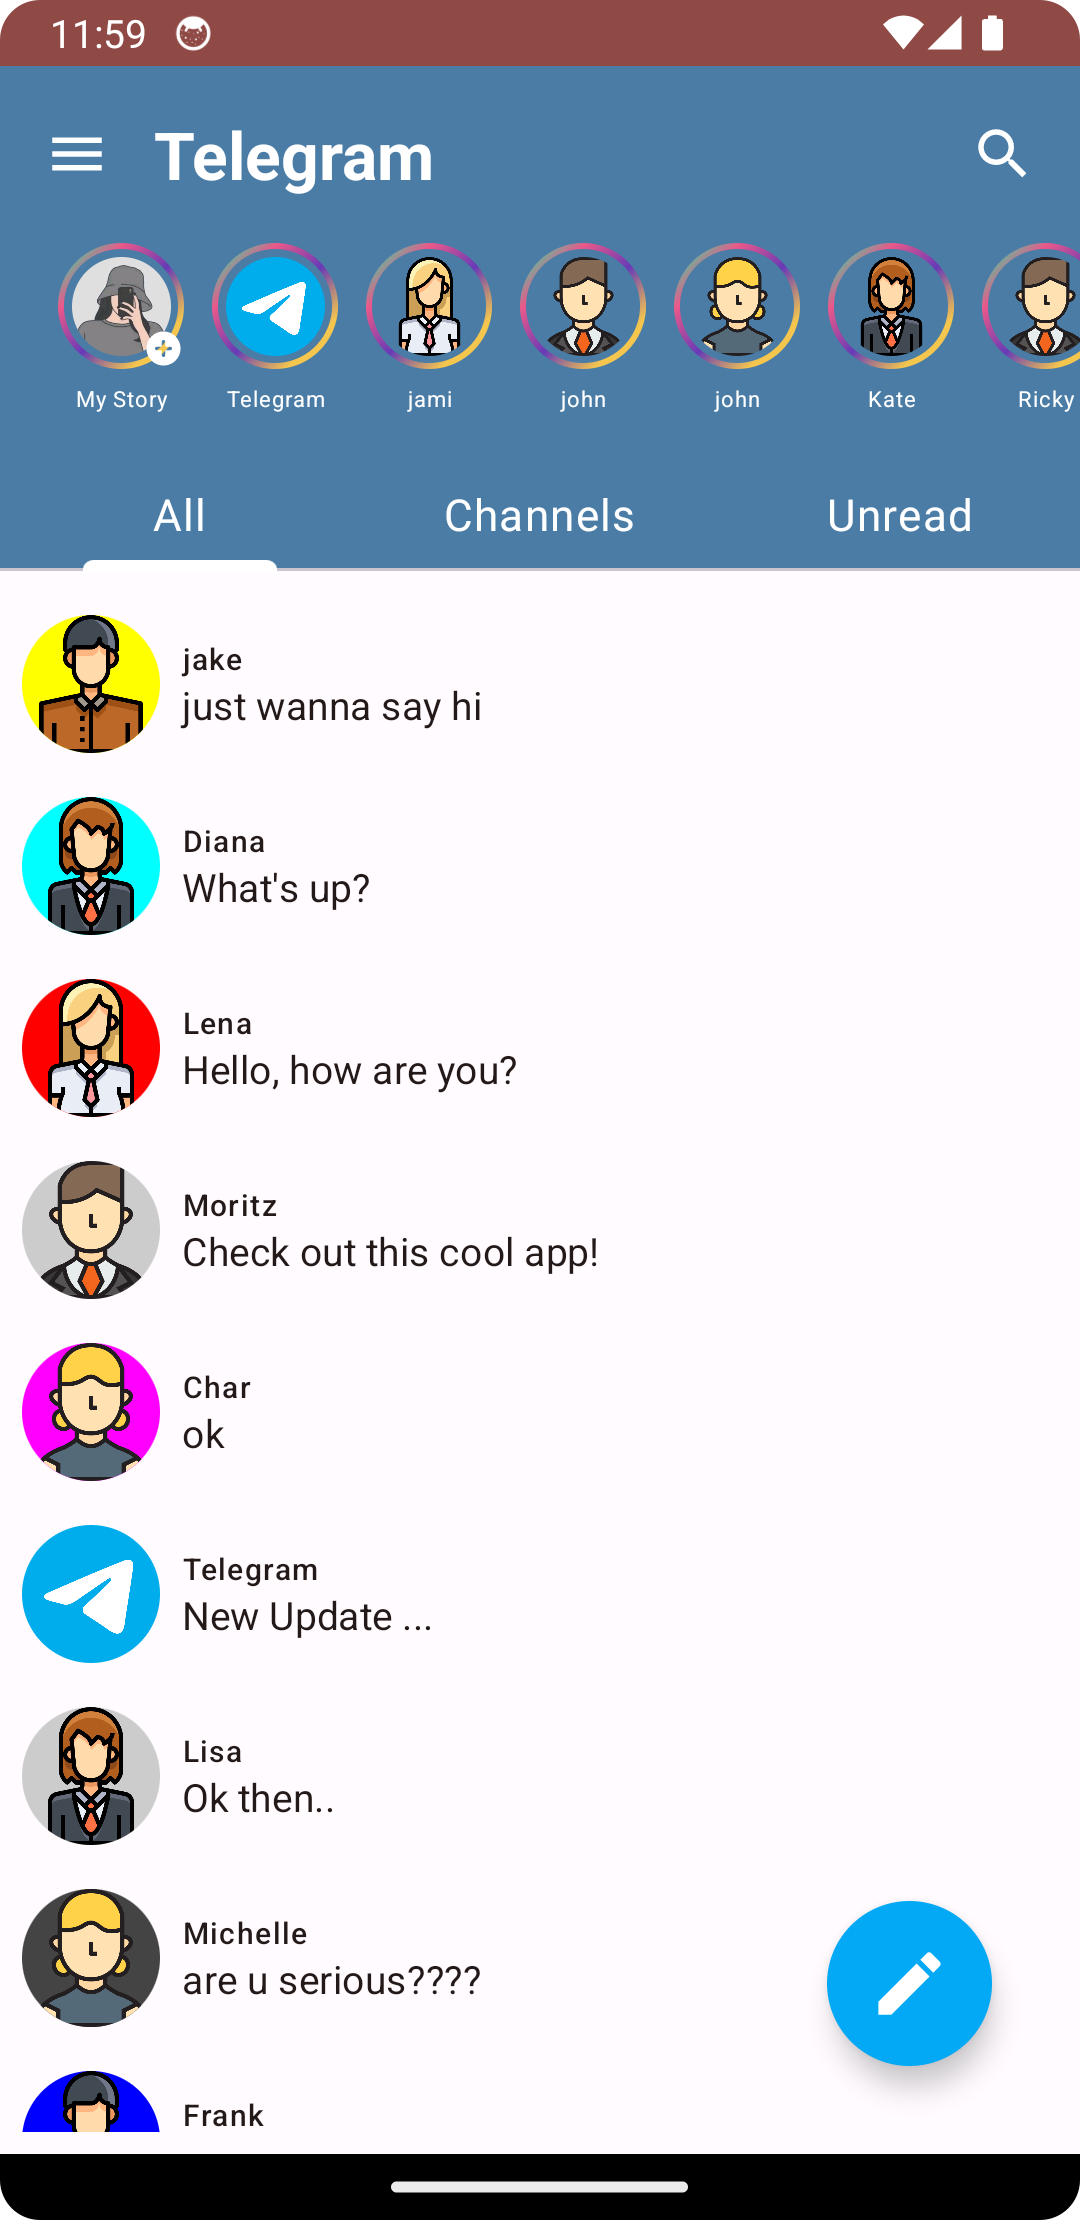 11:59
Telegram
My Story
Telegram
jami
john
john
Kate
Ricky
All
Channels
Unread
jake
just wanna say hi
Diana
What's up?
Lena
Hello, how are you?
Moritz
Check out this cool app!
Char
ok
Telegram
New Update ...
Lisa
Ok then..
Michelle
are u serious????
Frank